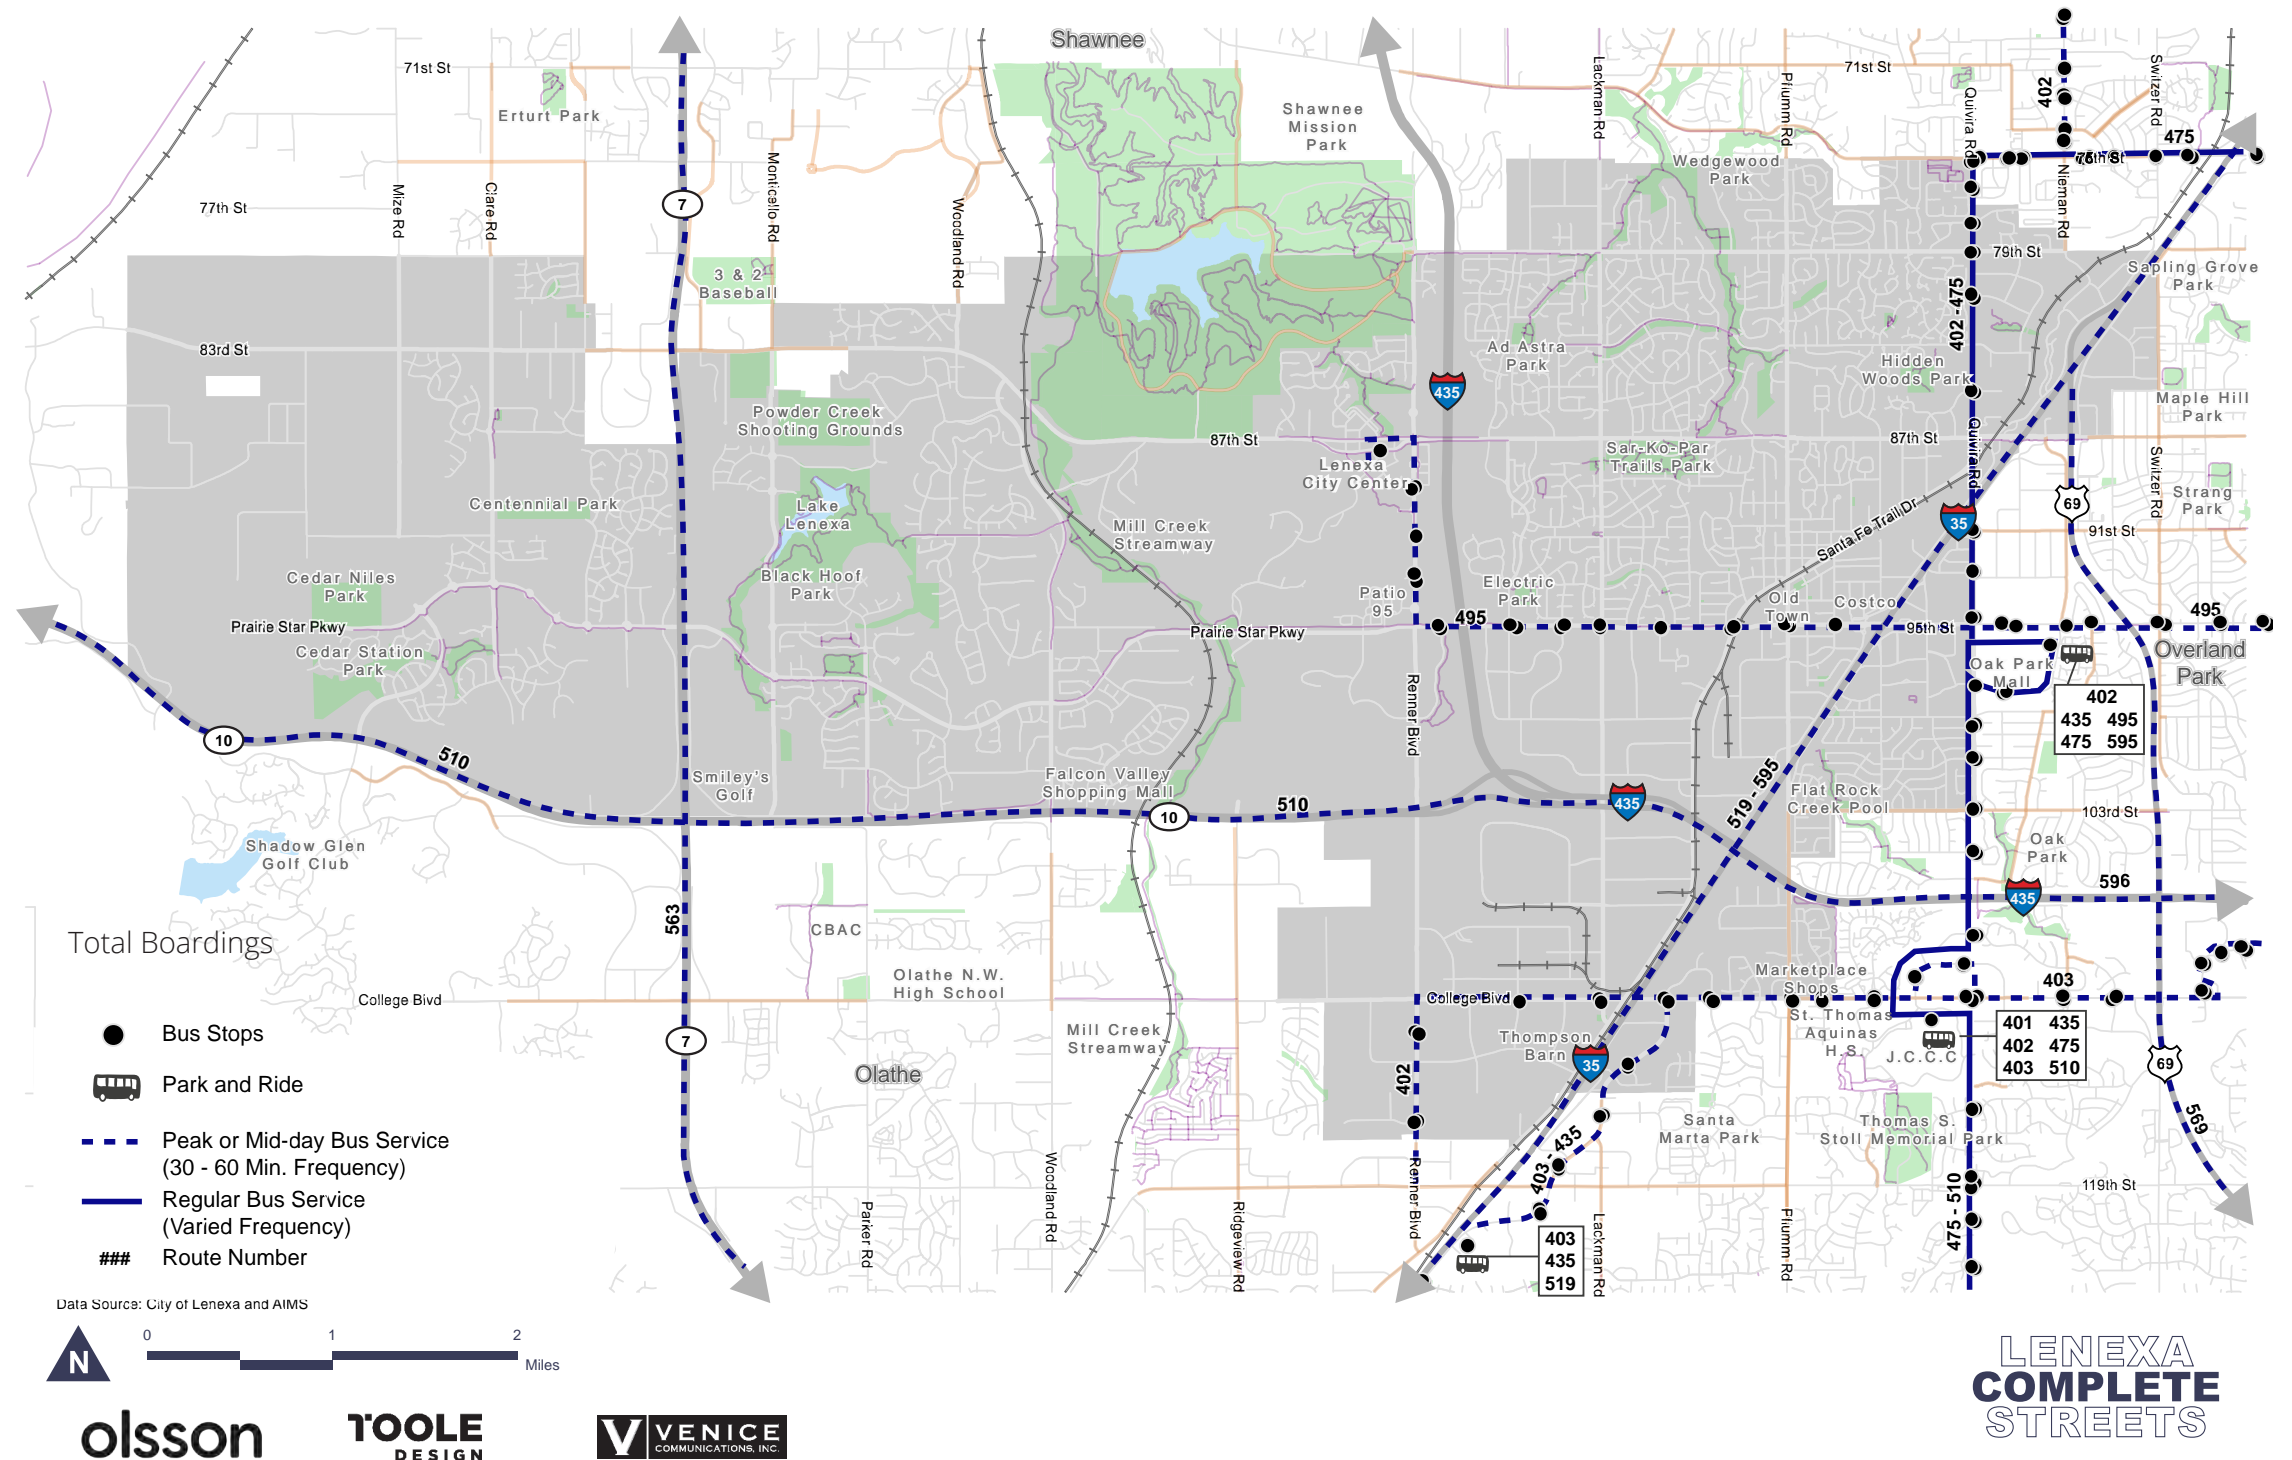 Shawnee
71st St
71st St
Lackman Rd
Pflumm Rd
Quivira Rd
402
Switzer Rd
Erfurt Park
Shawnee
Mission
Park
475
75th St
Wedgewood
Park
77th St
Mize Rd
Clare Rd
7
Monticello Rd
Woodland Rd
Nieman Rd
79th St
3 & 2
Baseball
Sapling Grove
Park
402 -475
83rd St
Ad Astra
Park
Hidden
Woods Park
435
Maple Hill
Park
Powder Creek
Shooting Grounds
87th St
87th St
Quivira Rd
Sar-Ko-Par
Trails Park
Lenexa
City Center
Switzer Rd
Strang
Park
Centennial Park
Lake
Lenexa
69
Mill Creek
Streamway
Santa Fe Trail Dr
35
91st St
Cedar Niles
Park
Black Hoof
Park
Patio
95
Electric
Park
Old
Town
Costco
495
495
Prairie Star Pkwy
Prairie Star Pkwy
95th St
Cedar Station
Park
Oak Park
Mall
Overland
Park
Renner Blvd
402
435 495
475 595
10
510
Smiley's
Golf
Falcon Valley
Shopping Mall
510
10
435
519 - 595
Flat Rock
Creek Pool
103rd St
Shadow Glen
Golf Club
Oak
Park
596
435
563
CBAC
Total Boardings
Olathe N.W.
High School
Marketplace
Shops
403
College Blvd
College Blvd
St. Thomas
Aquinas
H.S.
J.C.C.C
401 435
402 475
403 510
Bus Stops
7
Mill Creek
Streamway
Thompson
Barn
35
69
Olathe
402
Park and Ride
569
Santa
Marta Park
Thomas S.
Stoll Memorial Park
Peak or Mid-day Bus Service
(30 - 60 Min. Frequency)
403 - 435
Woodland Rd
Renner Blvd
475 - 510
119th St
Regular Bus Service
(Varied Frequency)
Parker Rd
Ridgeview Rd
Lackman Rd
Pflumm Rd
403
435
519
### Route Number
Data Source: City of Lenexa and AIMS
0 1 2
Miles
N
LENEXA
COMPLETE
STREETS
olsson
TOOLE
DESIGN
V VENICE
COMMUNICATIONS, INC.